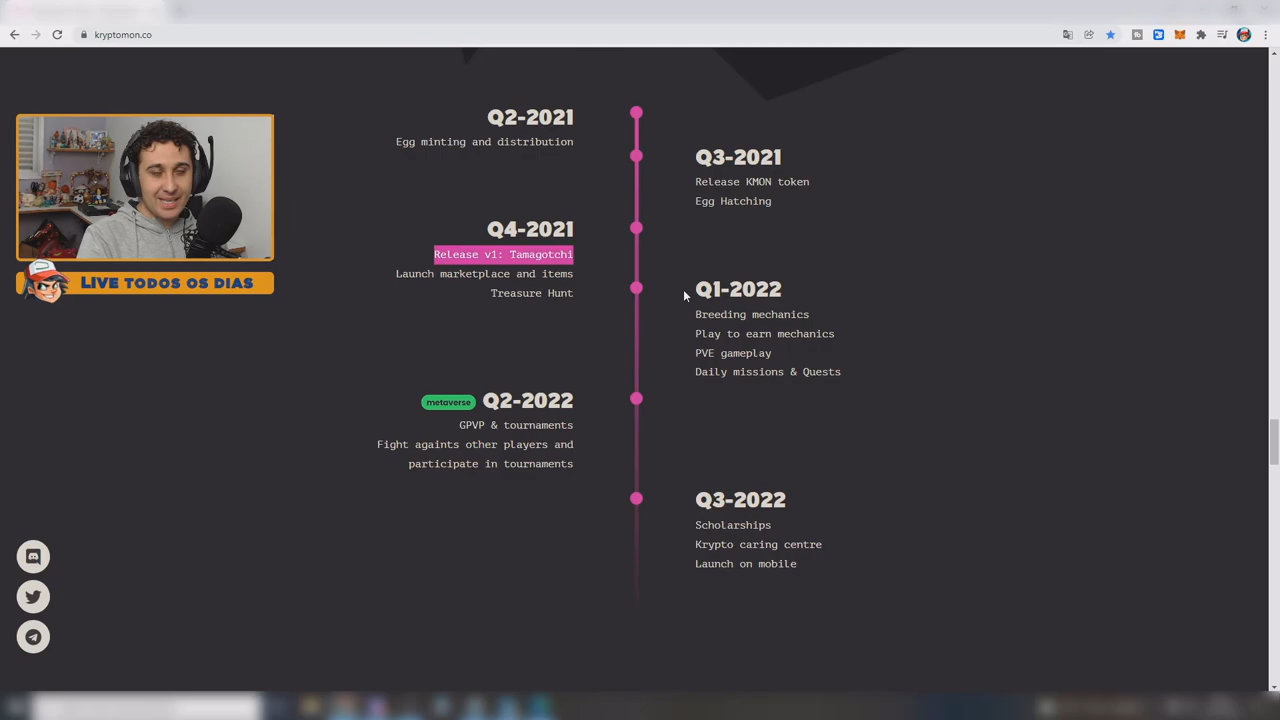 kryptomon.co
Q2-2021
Egg minting and distribution
Q3-2021
Release KMON token
Egg Hatching
Q4-2021
Release v1: Tamagotchi
Launch marketplace and items
Treasure Hunt
LIVE TODOS OS DIAS
Q1-2022
Breeding mechanics
Play to earn mechanics
PVE gameplay
Daily missions & Quests
metaverse Q2-2022
GPVP & tournaments
Fight againts other players and
participate in tournaments
Q3-2022
Scholarships
Krypto caring centre
Launch on mobile